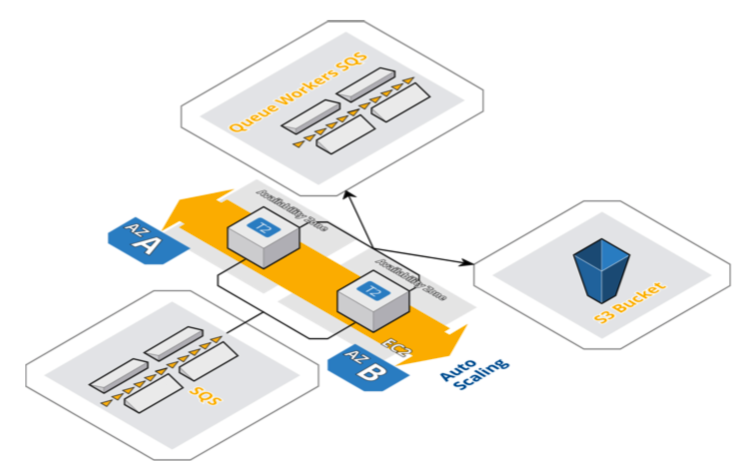 Queue Workers SQS
Availability Zone
T2
AZ A
Availability Zone
T2
S3 Bucket
EC2
AZ B
Auto
Scaling
SQS